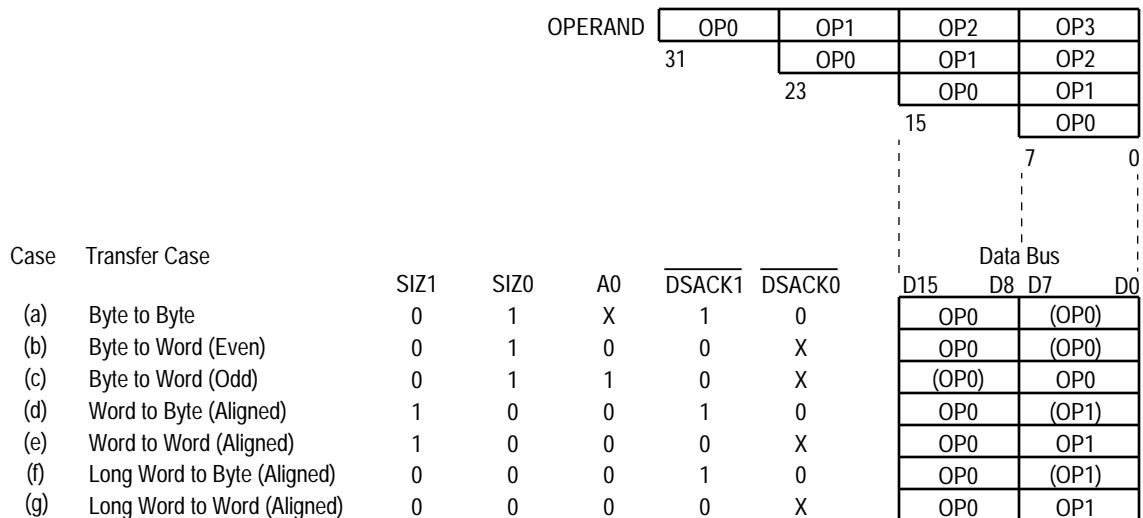 OPERAND OP0 OP1 OP2 OP3
31 OP0 OP1 OP2
23 OP0 OP1
15 OP0
7 0
Case Transfer Case Data Bus
SIZ1 SIZ0 A0 DSACK1 DSACK0 D15 D8 D7 D0
(a) Byte to Byte 0 1 X 1 0 OP0 (OP0)
(b) Byte to Word (Even) 0 1 0 0 X OP0 (OP0)
(c) Byte to Word (Odd) 0 1 1 0 X (OP0) OP0
(d) Word to Byte (Aligned) 1 0 0 1 0 OP0 (OP1)
(e) Word to Word (Aligned) 1 0 0 0 X OP0 OP1
(f) Long Word to Byte (Aligned) 0 0 0 1 0 OP0 (OP1)
(g) Long Word to Word (Aligned) 0 0 0 0 X OP0 OP1